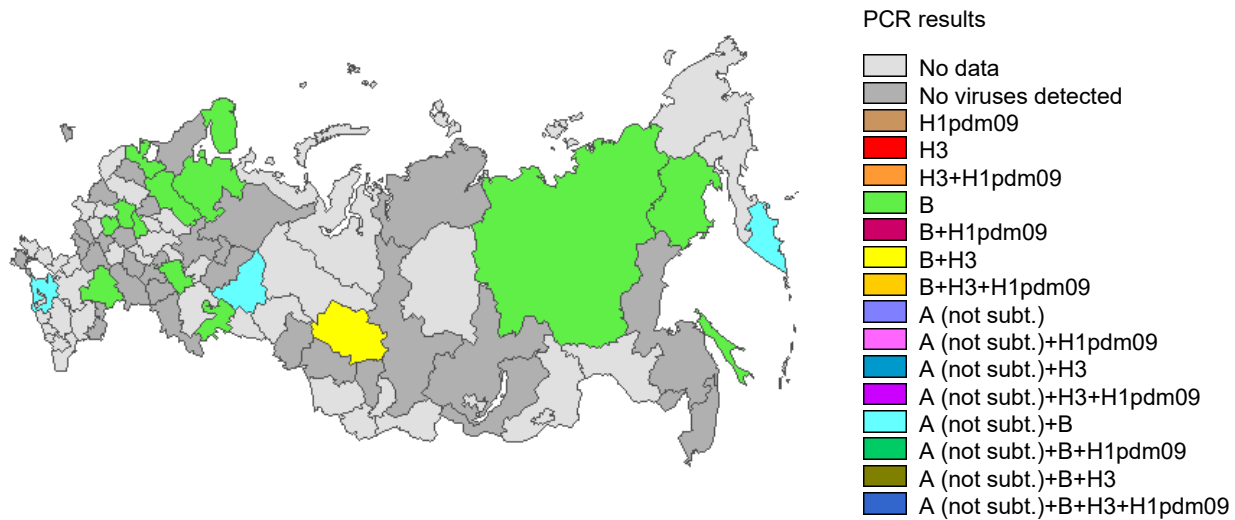 PCR results
No data
No viruses detected
H1pdm09
H3
H3+H1pdm09
B
B+H1pdm09
B+H3
B+H3+H1pdm09
A (not subt.)
A (not subt.)+H1pdm09
A (not subt.)+H3
A (not subt.)+H3+H1pdm09
A (not subt.)+B
A (not subt.)+B+H1pdm09
A (not subt.)+B+H3
A (not subt.)+B+H3+H1pdm09